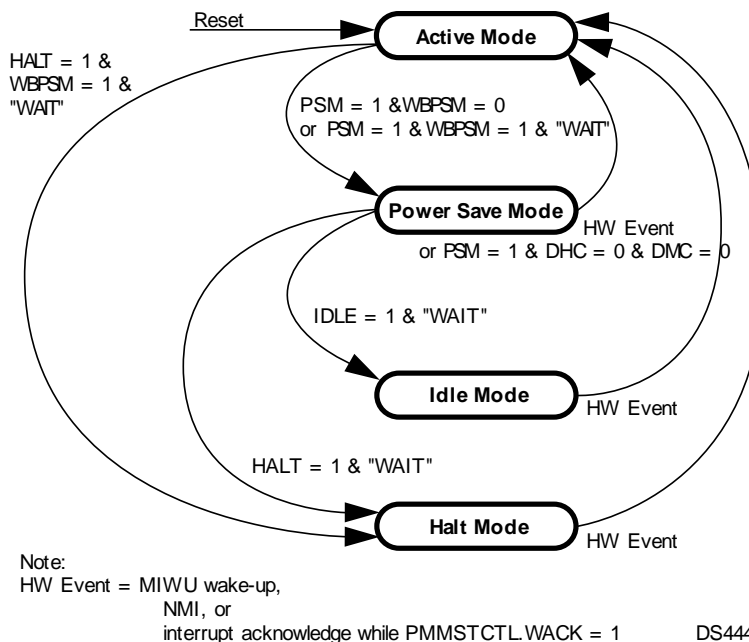 Reset
Active Mode
HALT = 1 &
WBPSM = 1 &
"WAIT"
PSM = 1 & WBPSM = 0
or PSM = 1 & WBPSM = 1 & "WAIT"
Power Save Mode
HW Event
or PSM = 1 & DHC = 0 & DMC = 0
IDLE = 1 & "WAIT"
Idle Mode
HW Event
HALT = 1 & "WAIT"
Halt Mode
HW Event
Note:
HW Event = MIWU wake-up,
NMI, or
interrupt acknowledge while PMMSTCTL.WACK = 1
DS444